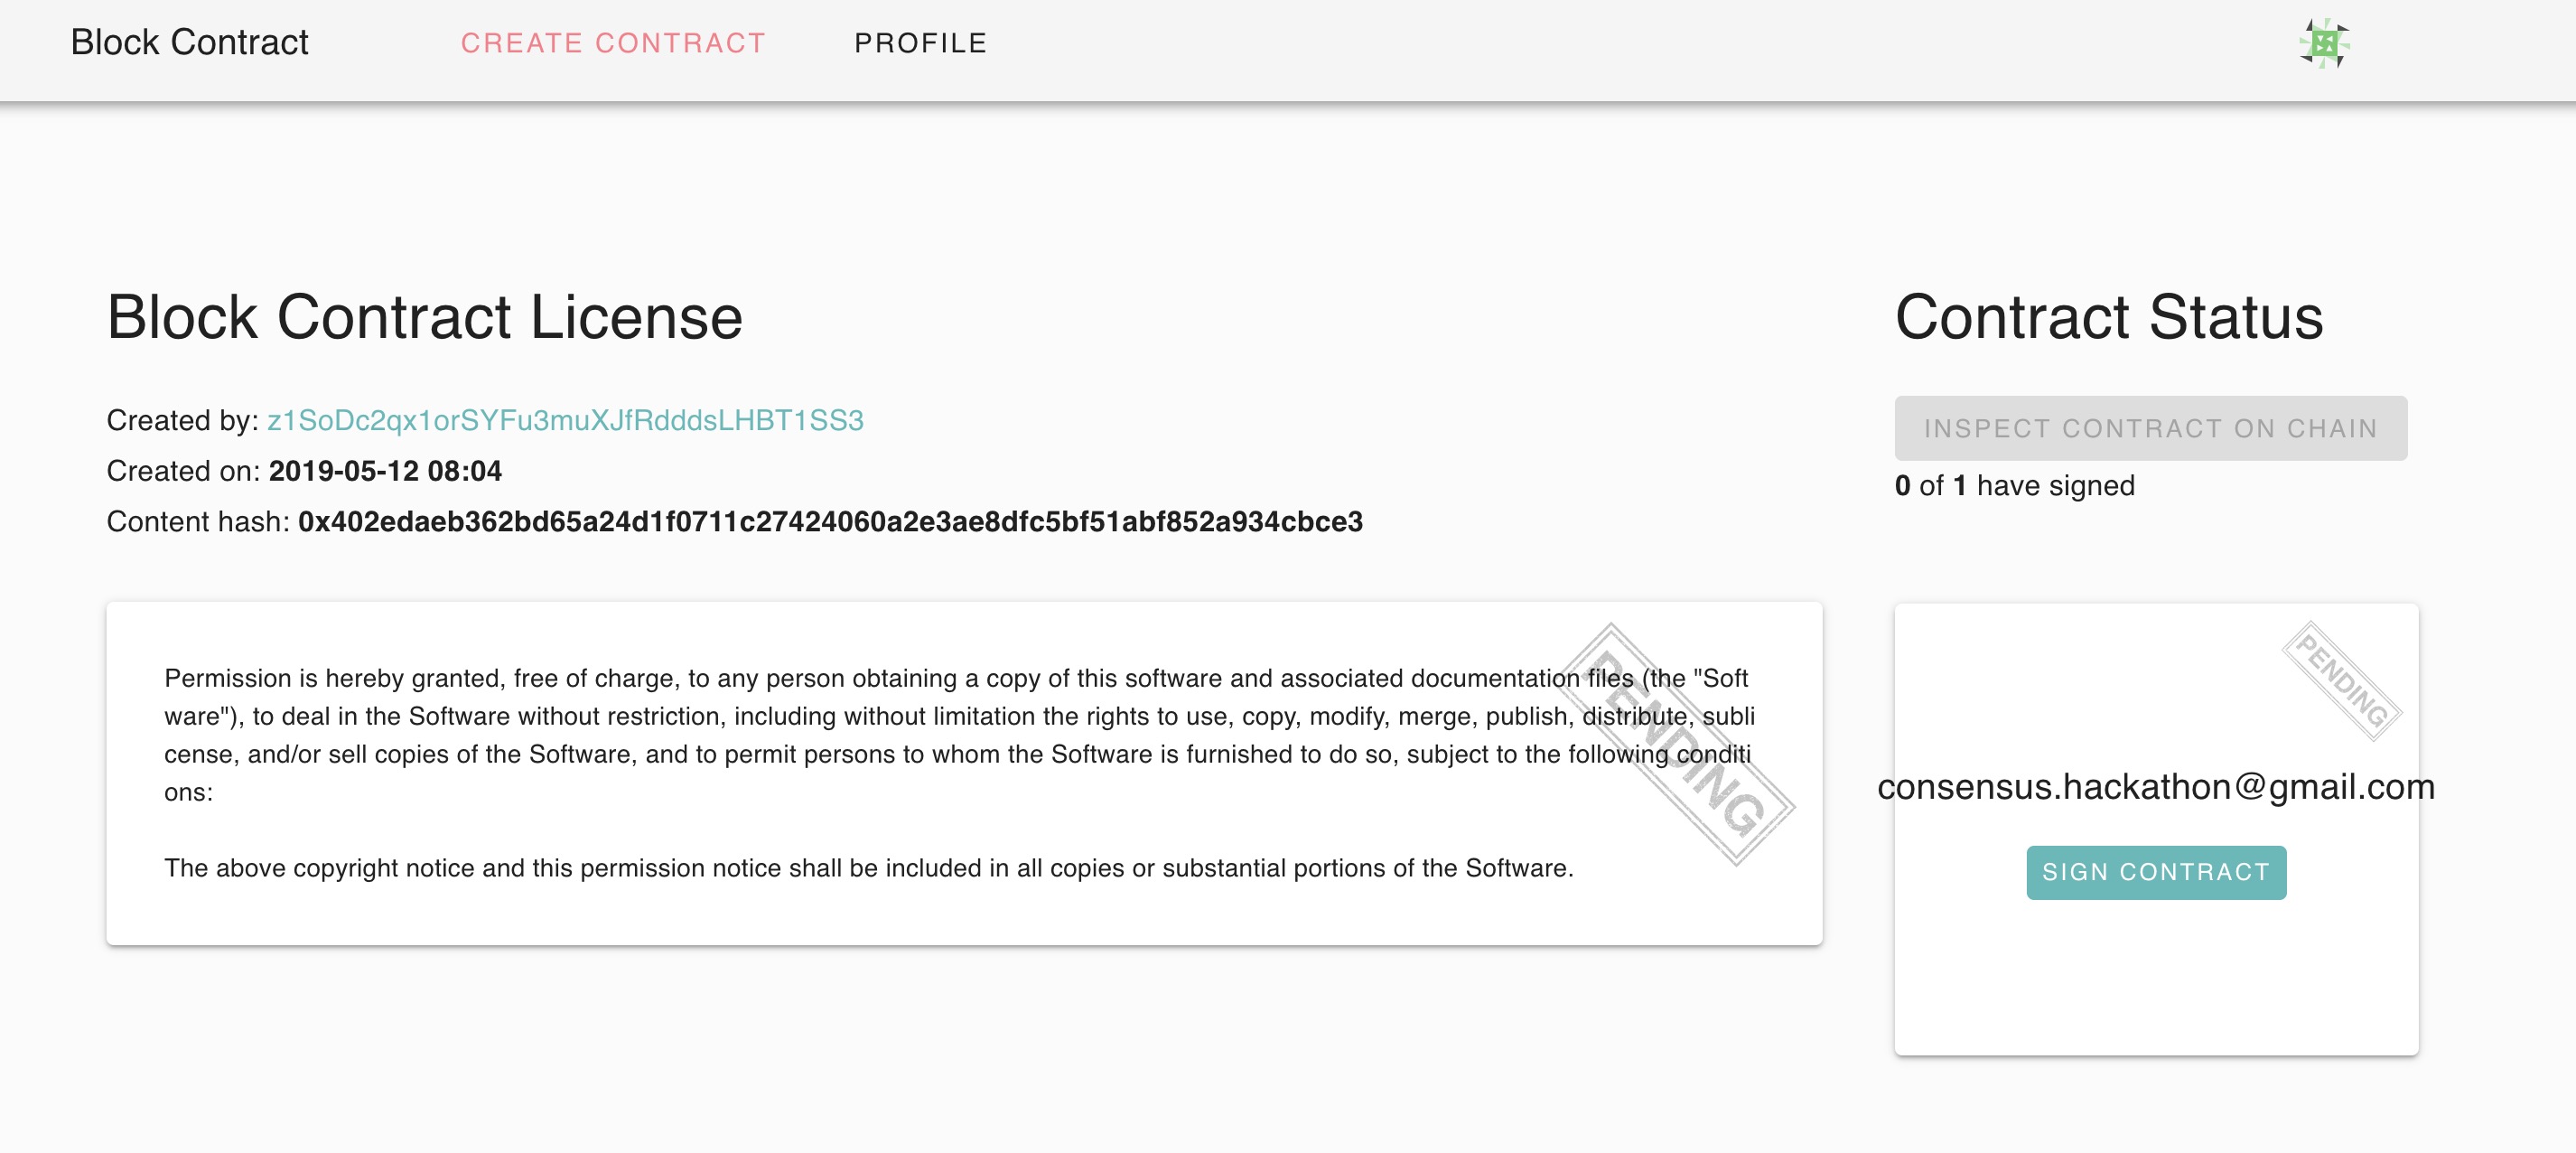 Block Contract
CREATE CONTRACT
PROFILE
Block Contract License
Created by: z1SoDc2qx1orSYFu3muXJfRdddsLHBT1SS3
Created on: 2019-05-12 08:04
Content hash: 0x402edaeb362bd65a24d1f0711c27424060a2e3ae8dfc5bf51abf852a934cbce3
Permission is hereby granted, free of charge, to any person obtaining a copy of this software and associated documentation files (the "Soft
ware"), to deal in the Software without restriction, including without limitation the rights to use, copy, modify, merge, publish, distribute, subli
cense, and/or sell copies of the Software, and to permit persons to whom the Software is furnished to do so, subject to the following conditi
ons:
The above copyright notice and this permission notice shall be included in all copies or substantial portions of the Software.
PENDING
Contract Status
INSPECT CONTRACT ON CHAIN
0 of 1 have signed
PENDING
consensus.hackathon@gmail.com
SIGN CONTRACT